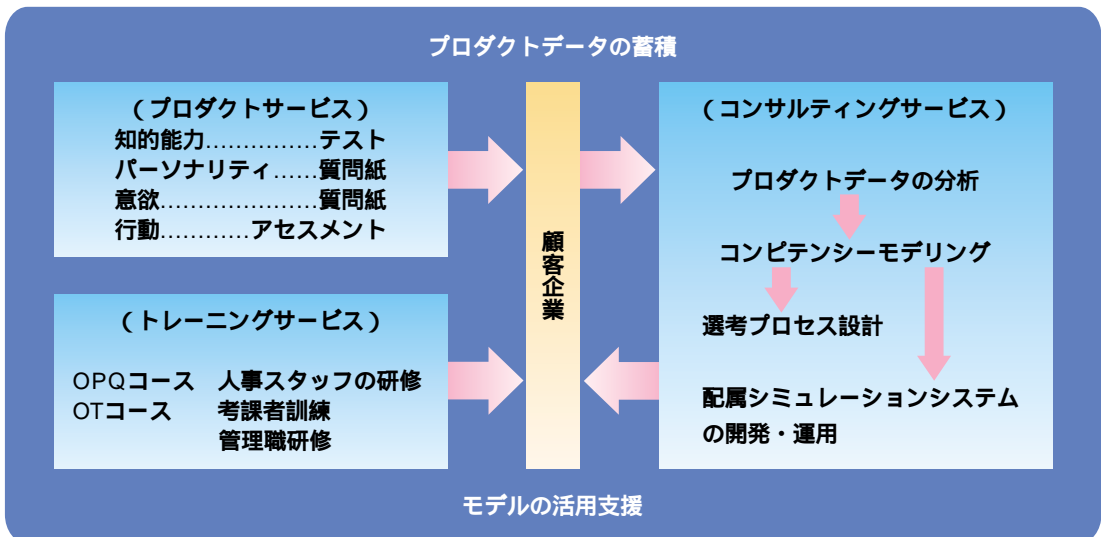 プロダクトデータの蓄積
（プロダクトサービス）
知的能力...............テスト
パーソナリティ......質問紙
意欲.....................質問紙
行動............アセスメント
（トレーニングサービス）
OPQコース　人事スタッフの研修
OTコース　考課者訓練
管理職研修
顧客企業
（コンサルティングサービス）
プロダクトデータの分析
コンピテンシーモデリング
選考プロセス設計
配属シミュレーションシステム
の開発・運用
モデルの活用支援